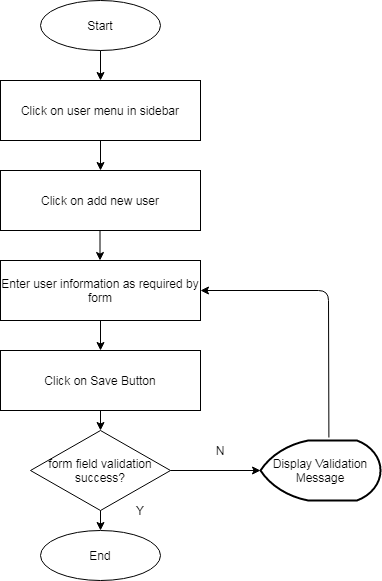 Start
Click on user menu in sidebar
Click on add new user
Enter user information as required by
form
Click on Save Button
form field validation
success?
N
Display Validation
Message
Y
End